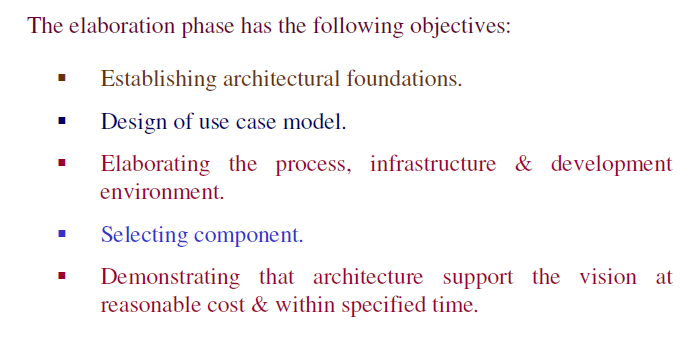 The elaboration phase has the following objectives:
▪ Establishing architectural foundations.
▪ Design of use case model.
▪ Elaborating the process, infrastructure & development
environment.
▪ Selecting component.
▪ Demonstrating that architecture support the vision at
reasonable cost & within specified time.